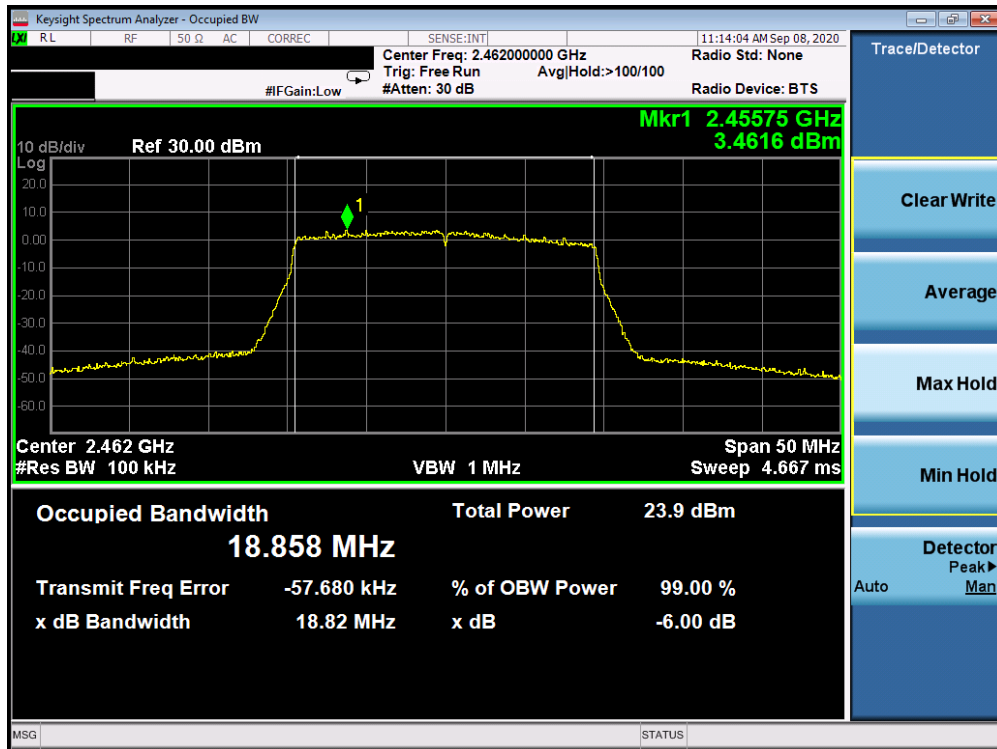 Keysight Spectrum Analyzer - Occupied BW
LXI RL RF 50 Ω AC CORREC SENSE:INT 11:14:04 AM Sep 08, 2020
Center Freq: 2.462000000 GHz Radio Std: None
Trig: Free Run Avg|Hold:>100/100
#IFGain:Low #Atten: 30 dB Radio Device: BTS
Mkr1 2.45575 GHz
3.4616 dBm
10 dB/div Ref 30.00 dBm
Log
20.0
10.0
0.00
-10.0
-20.0
-30.0
-40.0
-50.0
-60.0
1
Center 2.462 GHz Span 50 MHz
#Res BW 100 kHz VBW 1 MHz Sweep 4.667 ms
Occupied Bandwidth Total Power 23.9 dBm
18.858 MHz
Transmit Freq Error -57.680 kHz % of OBW Power 99.00 %
x dB Bandwidth 18.82 MHz x dB -6.00 dB
MSG STATUS
Trace/Detector
Clear Write
Average
Max Hold
Min Hold
Detector
Peak▶
Auto Man